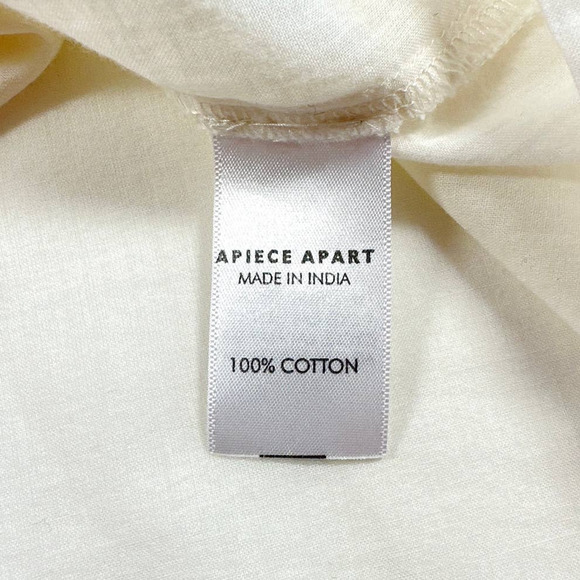 APIECE APART
MADE IN INDIA
100% COTTON